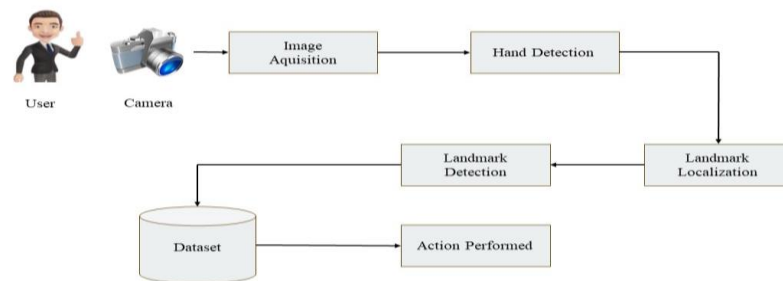 Image
Aquisition
Hand Detection
User
Camera
Landmark
Detection
Landmark
Localization
Dataset
Action Performed